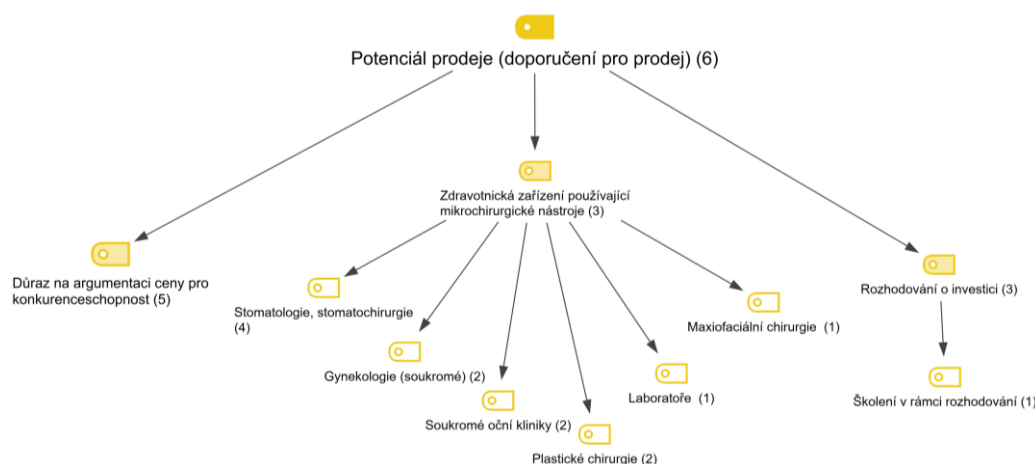 Potenciál prodeje (doporučení pro prodej) (6)
Zdravotnická zařízení používající
mikrochirurgické nástroje (3)
Důraz na argumentaci ceny pro
konkurenceschopnost (5)
Rozhodování o investici (3)
Stomatologie, stomatochirurgie
(4)
Maxiofaciální chirurgie (1)
Gynekologie (soukromé) (2)
Laboratoře (1)
Školení v rámci rozhodování (1)
Soukromé oční kliniky (2)
Plastické chirurgie (2)